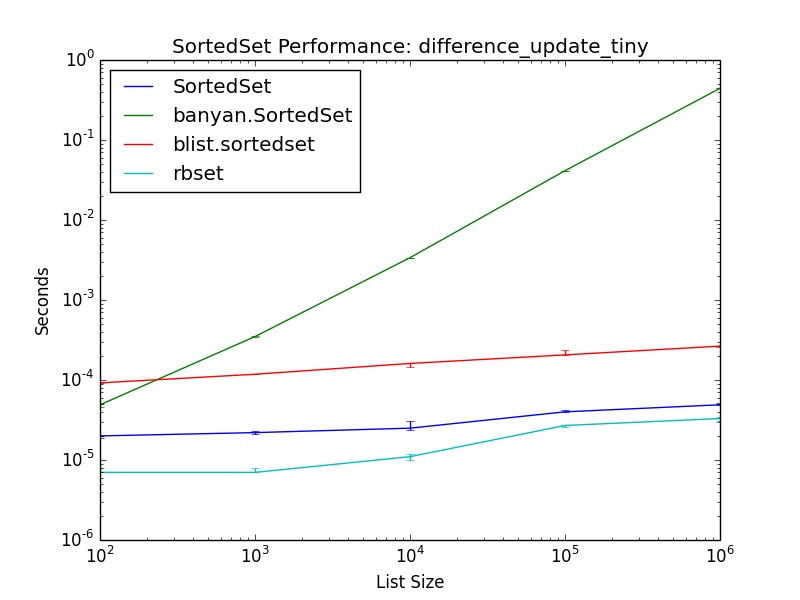 SortedSet Performance: difference_update_tiny
SortedSet
banyan.SortedSet
blist.sortedset
rbset
10^0
10^-1
10^-2
10^-3
10^-4
10^-5
10^-6
Seconds
10^2 10^3 10^4 10^5 10^6
List Size